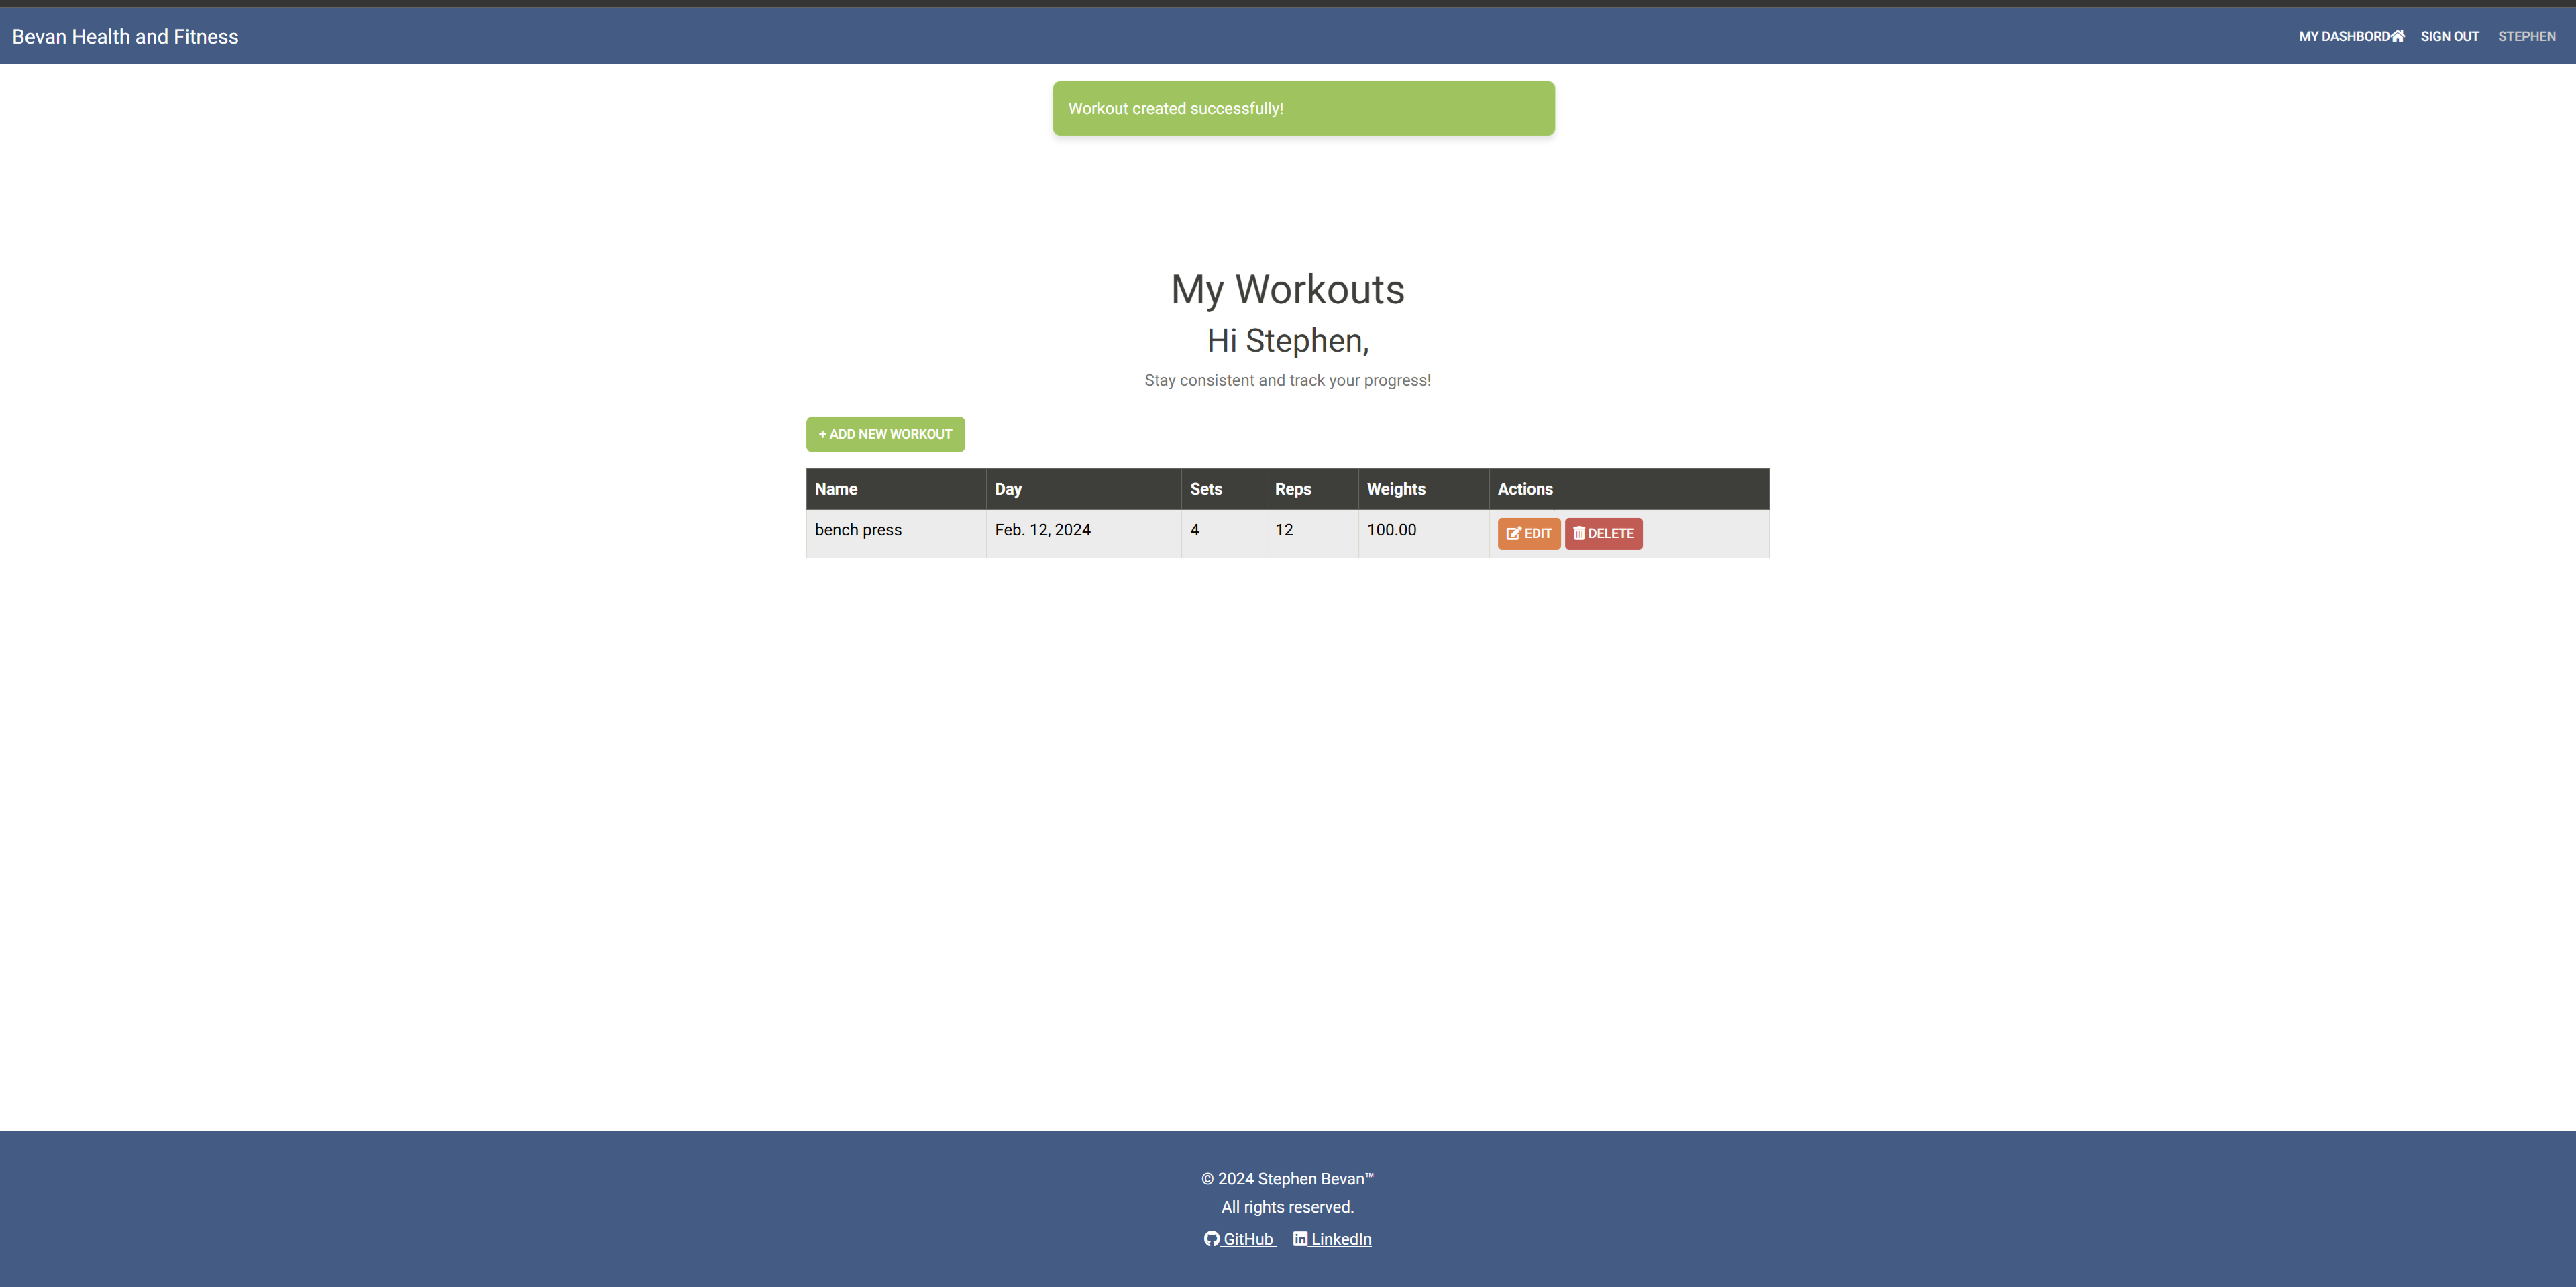 Bevan Health and Fitness
MY DASHBORD SIGN OUT STEPHEN
Workout created successfully!
My Workouts
Hi Stephen,
Stay consistent and track your progress!
+ ADD NEW WORKOUT
Name Day Sets Reps Weights Actions
bench press Feb. 12, 2024 4 12 100.00 EDIT DELETE
© 2024 Stephen Bevan™
All rights reserved.
GitHub LinkedIn